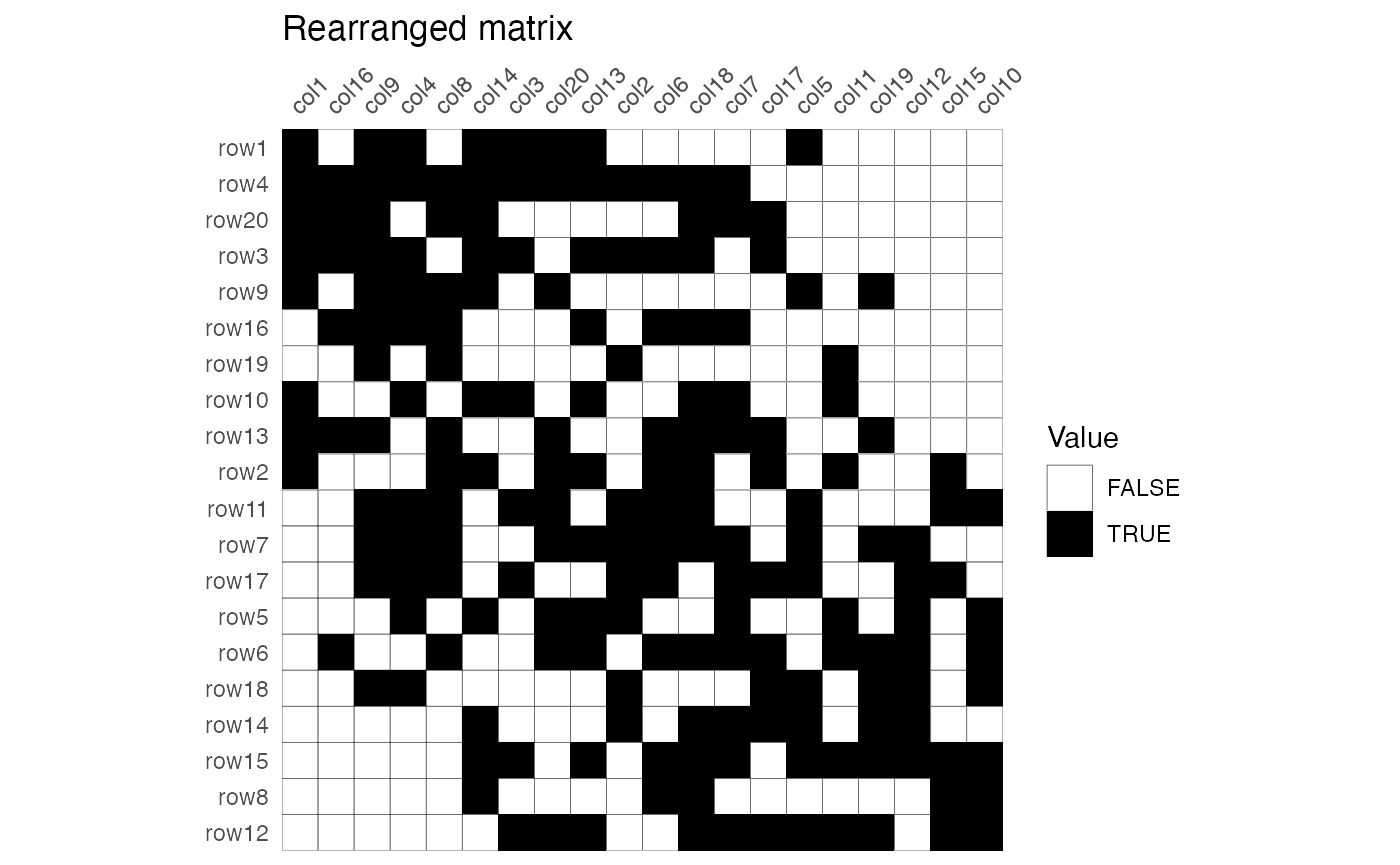 Rearranged matrix
col1 col16 col9 col4 col8 col14 col3 col20 col13 col2 col6 col18 col7 col17 col5 col11 col19 col12 col15 col10
row1
row4
row20
row3
row9
row16
row19
row10
row13
row2
row11
row7
row17
row5
row6
row18
row14
row15
row8
row12
Value
FALSE
TRUE